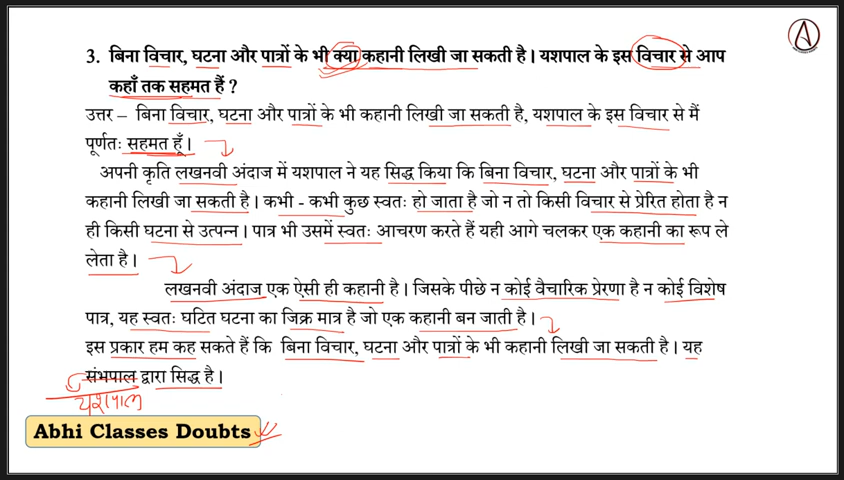 A
3. बिना विचार, घटना और पात्रों के भी क्या कहानी लिखी जा सकती है। यशपाल के इस विचार से आप
कहाँ तक सहमत हैं ?
उत्तर – बिना विचार, घटना और पात्रों के भी कहानी लिखी जा सकती है, यशपाल के इस विचार से मैं
पूर्णतः सहमत हूँ।
अपनी कृति लखनवी अंदाज में यशपाल ने यह सिद्ध किया कि बिना विचार, घटना और पात्रों के भी
कहानी लिखी जा सकती है। कभी - कभी कुछ स्वतः हो जाता है जो न तो किसी विचार से प्रेरित होता है न
ही किसी घटना से उत्पन्न। पात्र भी उसमें स्वतः आचरण करते हैं यही आगे चलकर एक कहानी का रूप ले
लेता है।
लखनवी अंदाज एक ऐसी ही कहानी है। जिसके पीछे न कोई वैचारिक प्रेरणा है न कोई विशेष
पात्र, यह स्वतः घटित घटना का जिक्र मात्र है जो एक कहानी बन जाती है।
इस प्रकार हम कह सकते हैं कि बिना विचार, घटना और पात्रों के भी कहानी लिखी जा सकती है। यह
संभपाल द्वारा सिद्ध है।
यशपाल
Abhi Classes Doubts